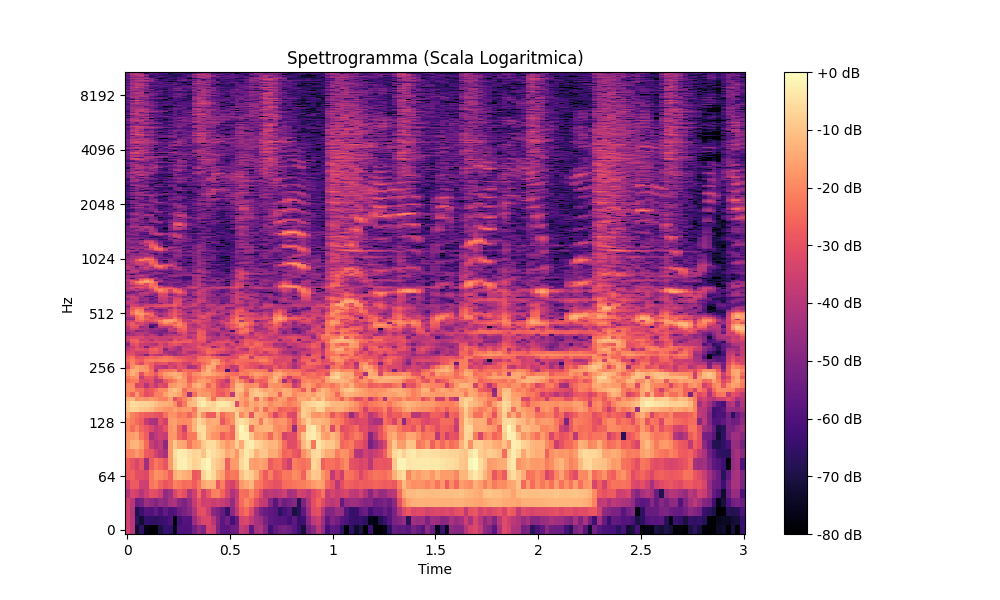 Spettrogramma (Scala Logaritmica)
8192
4096
2048
1024
512
256
128
64
0
Hz
0
0.5
1
1.5
2
2.5
3
Time
+0 dB
-10 dB
-20 dB
-30 dB
-40 dB
-50 dB
-60 dB
-70 dB
-80 dB